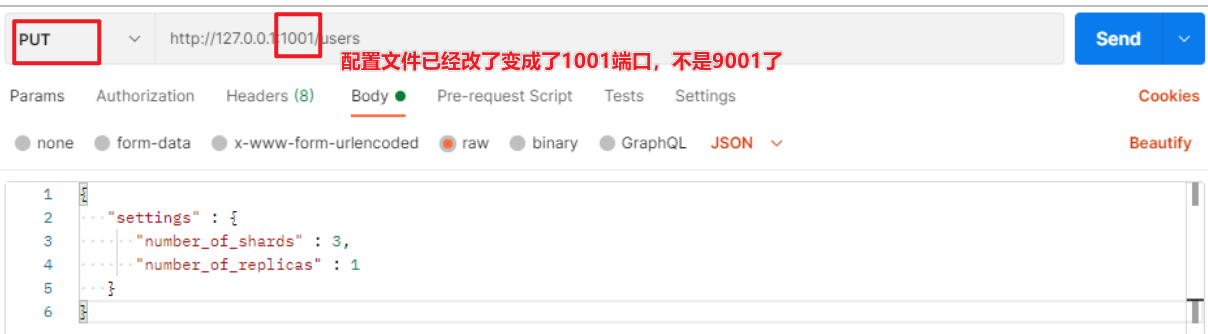 PUT http://127.0.0.1:1001/users Send
配置文件已经改了变成了1001端口，不是9001了
Params Authorization Headers (8) Body Pre-request Script Tests Settings Cookies
none form-data x-www-form-urlencoded raw binary GraphQL JSON Beautify
1 {
2 "settings" : {
3 "number_of_shards" : 3,
4 "number_of_replicas" : 1
5 }
6 }